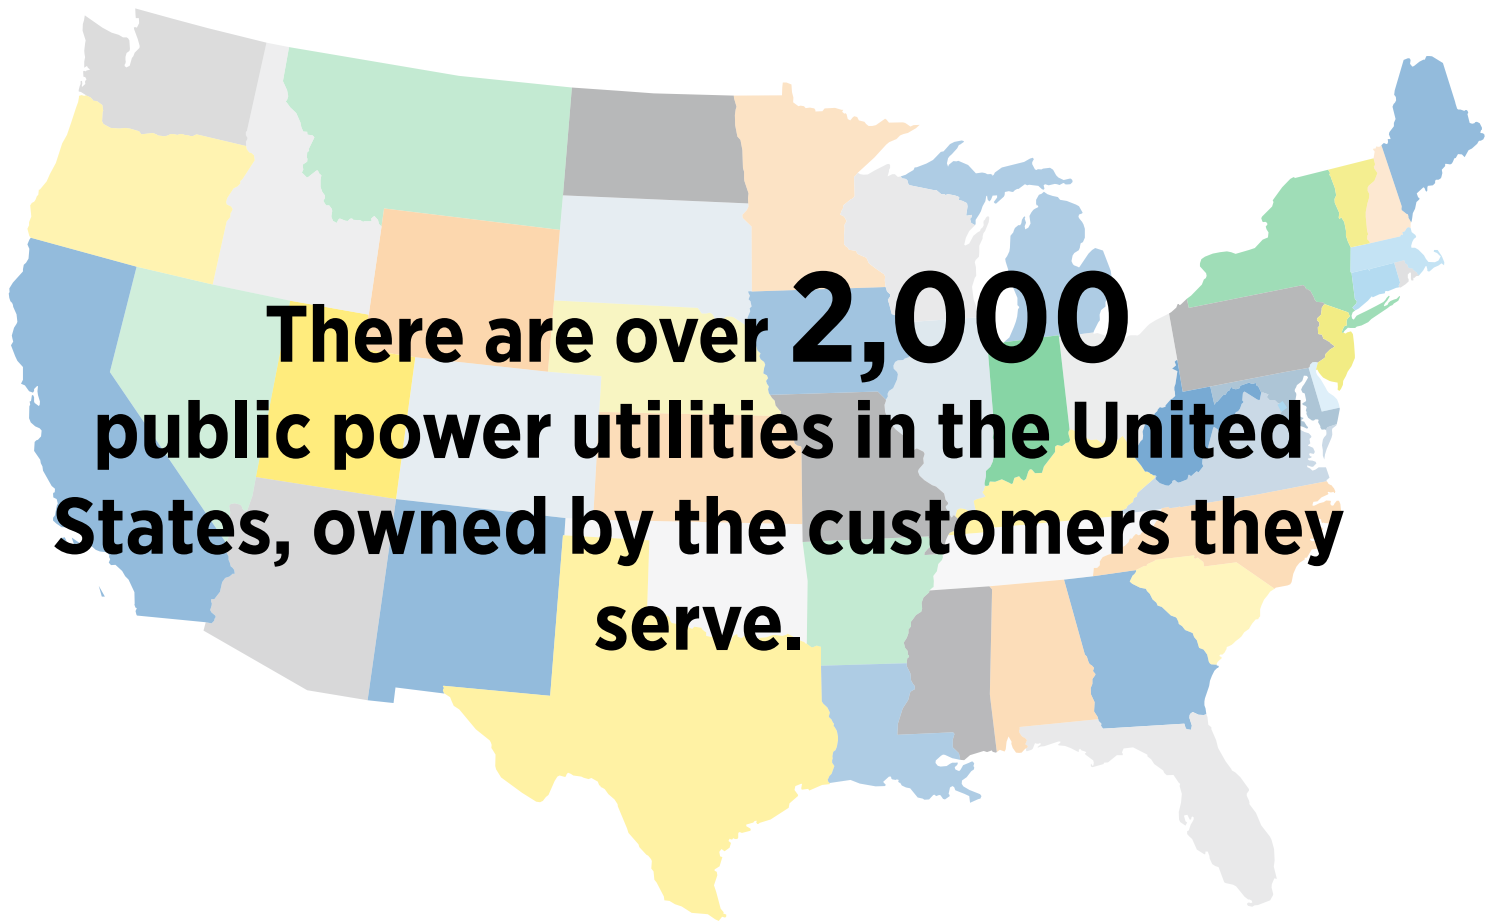 There are over 2,000
public power utilities in the United
States, owned by the customers they
serve.